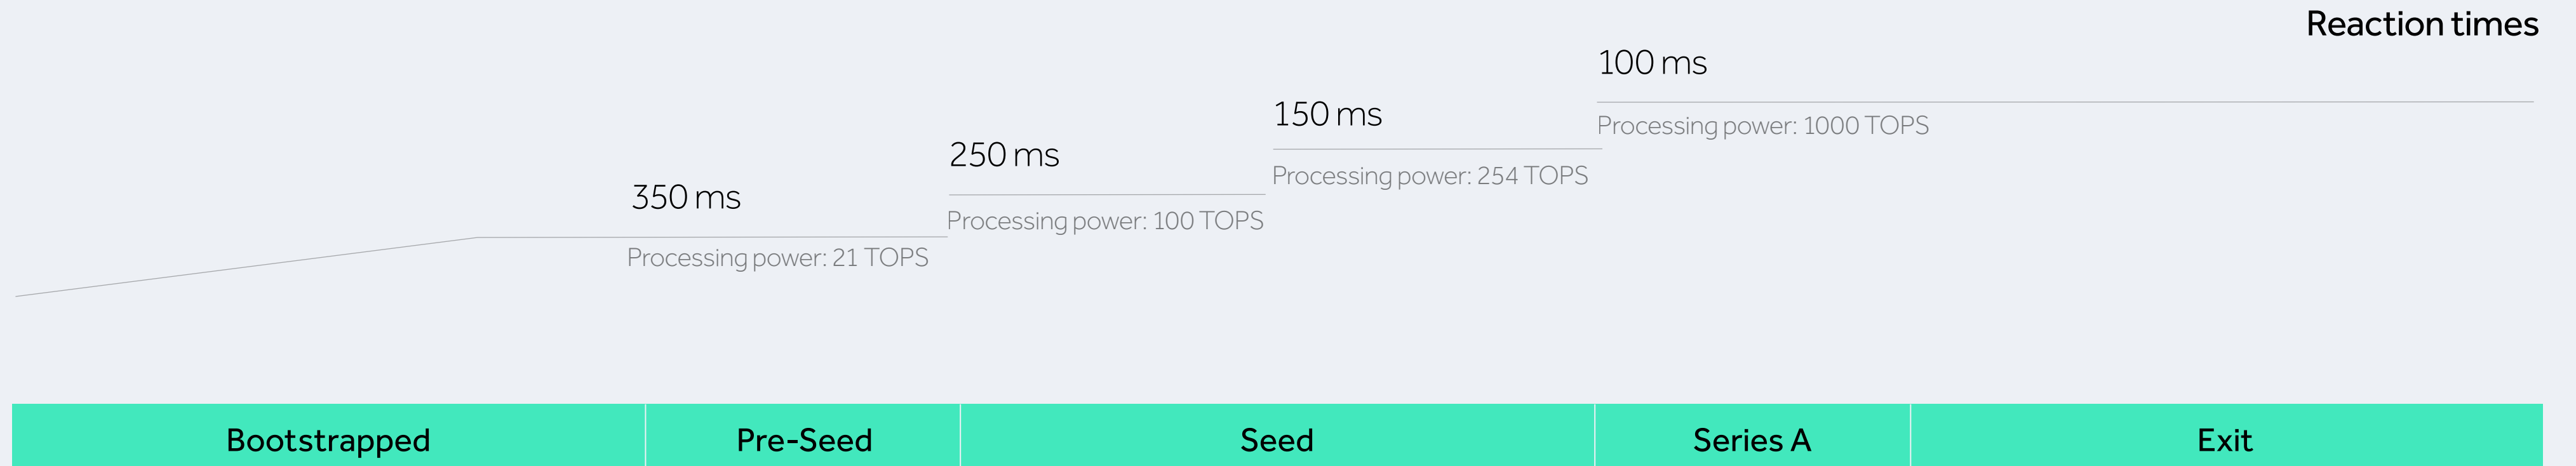 Reaction times
100 ms
Processing power: 1000 TOPS
150 ms
Processing power: 254 TOPS
250 ms
Processing power: 100 TOPS
350 ms
Processing power: 21 TOPS
Bootstrapped
Pre-Seed
Seed
Series A
Exit